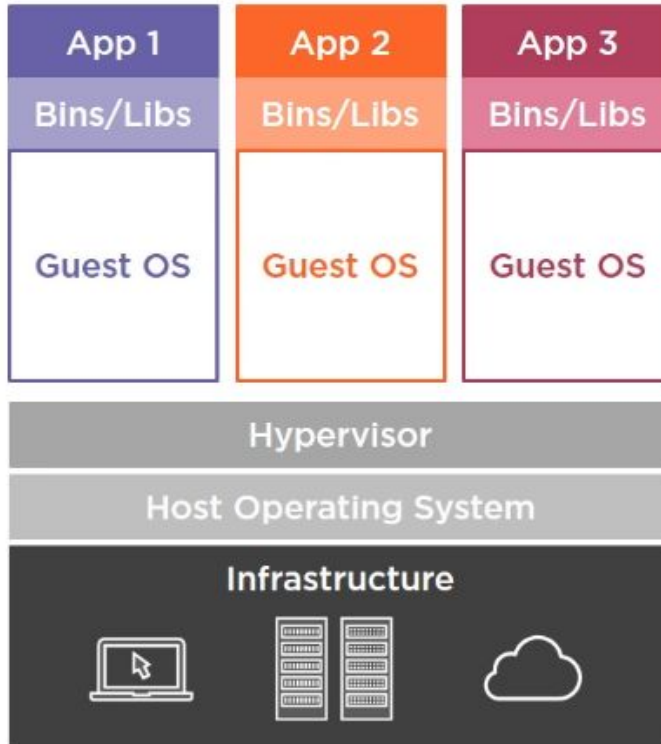 App 1
App 2
App 3
Bins/Libs
Bins/Libs
Bins/Libs
Guest OS
Guest OS
Guest OS
Hypervisor
Host Operating System
Infrastructure